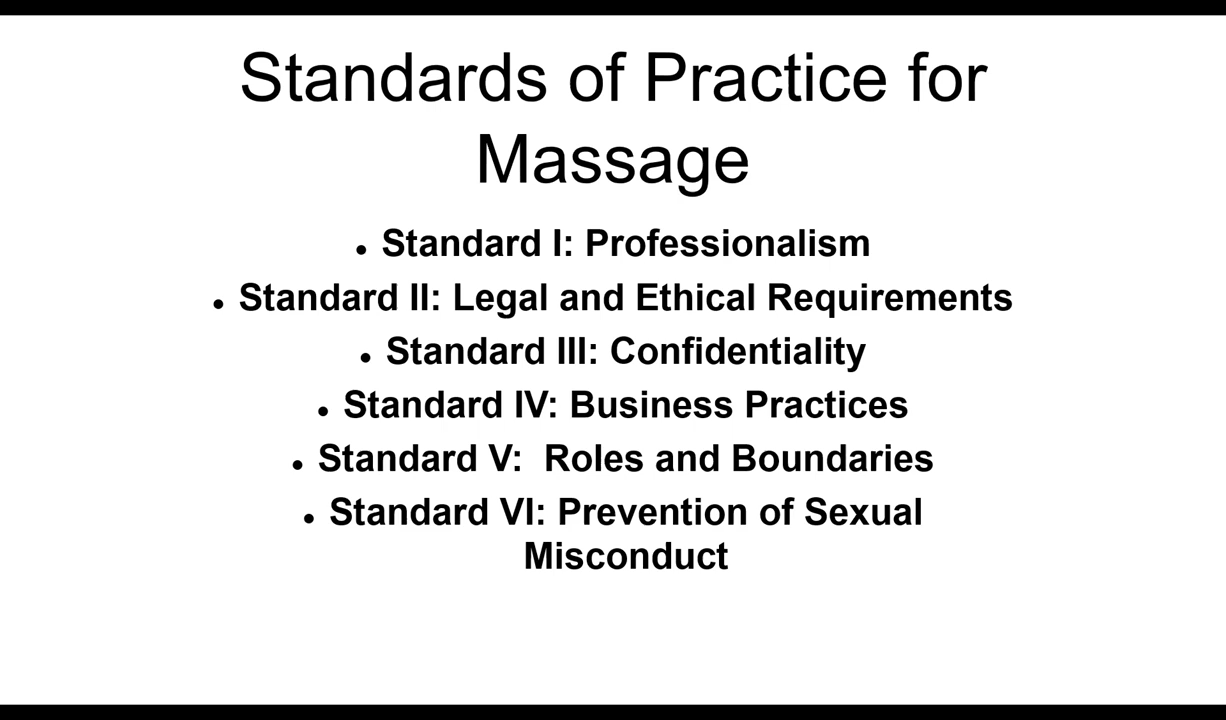 Standards of Practice for
Massage
• Standard I: Professionalism
• Standard II: Legal and Ethical Requirements
• Standard III: Confidentiality
• Standard IV: Business Practices
• Standard V:  Roles and Boundaries
• Standard VI: Prevention of Sexual
Misconduct